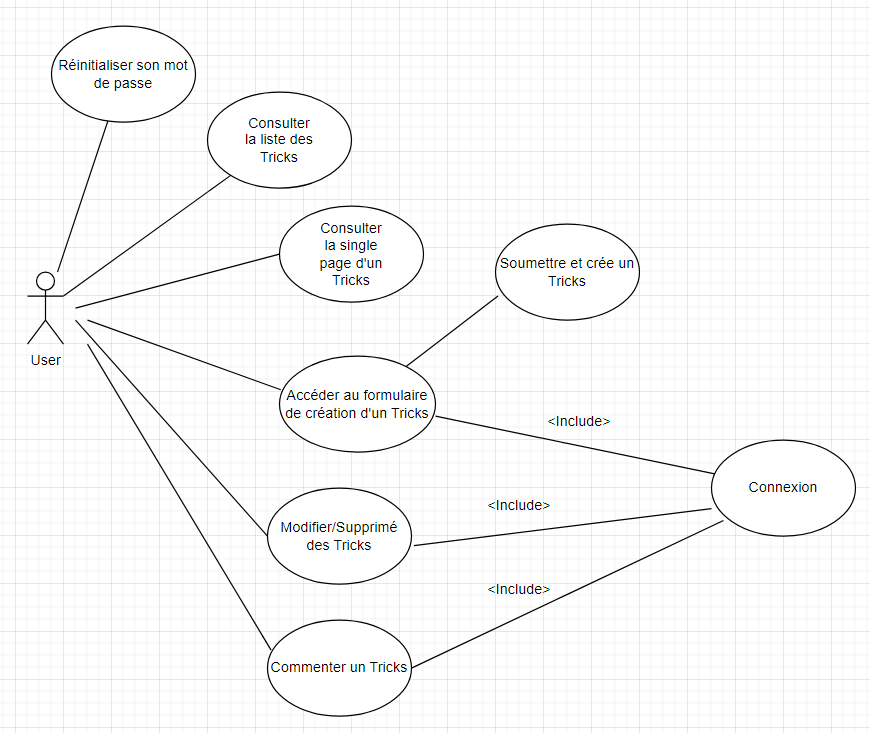 Réinitialiser son mot
de passe
Consulter
la liste des
Tricks
Consulter
la single
page d'un
Tricks
Soumettre et crée un
Tricks
User
Accéder au formulaire
de création d'un Tricks
<Include>
Connexion
<Include>
Modifier/Supprimé
des Tricks
<Include>
Commenter un Tricks